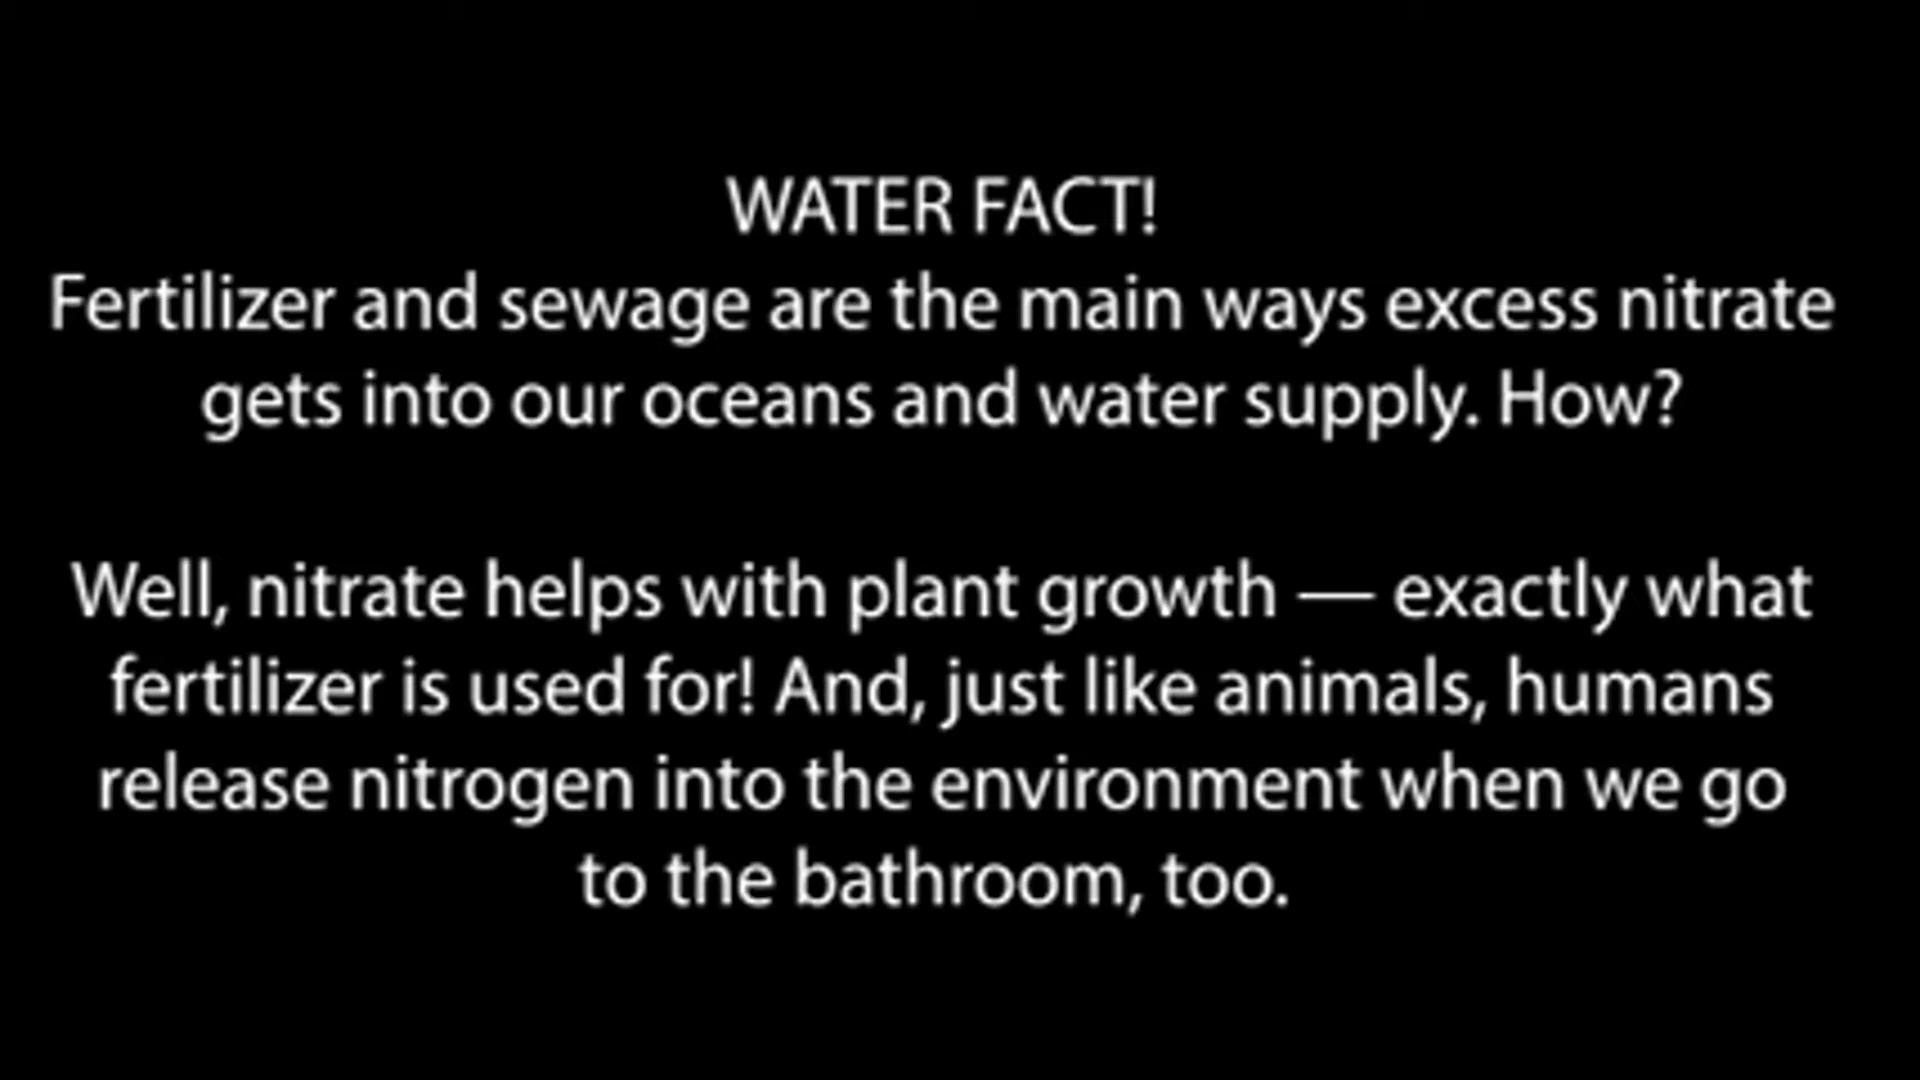 WATER FACT!
Fertilizer and sewage are the main ways excess nitrate
gets into our oceans and water supply. How?
Well, nitrate helps with plant growth — exactly what
fertilizer is used for! And, just like animals, humans
release nitrogen into the environment when we go
to the bathroom, too.